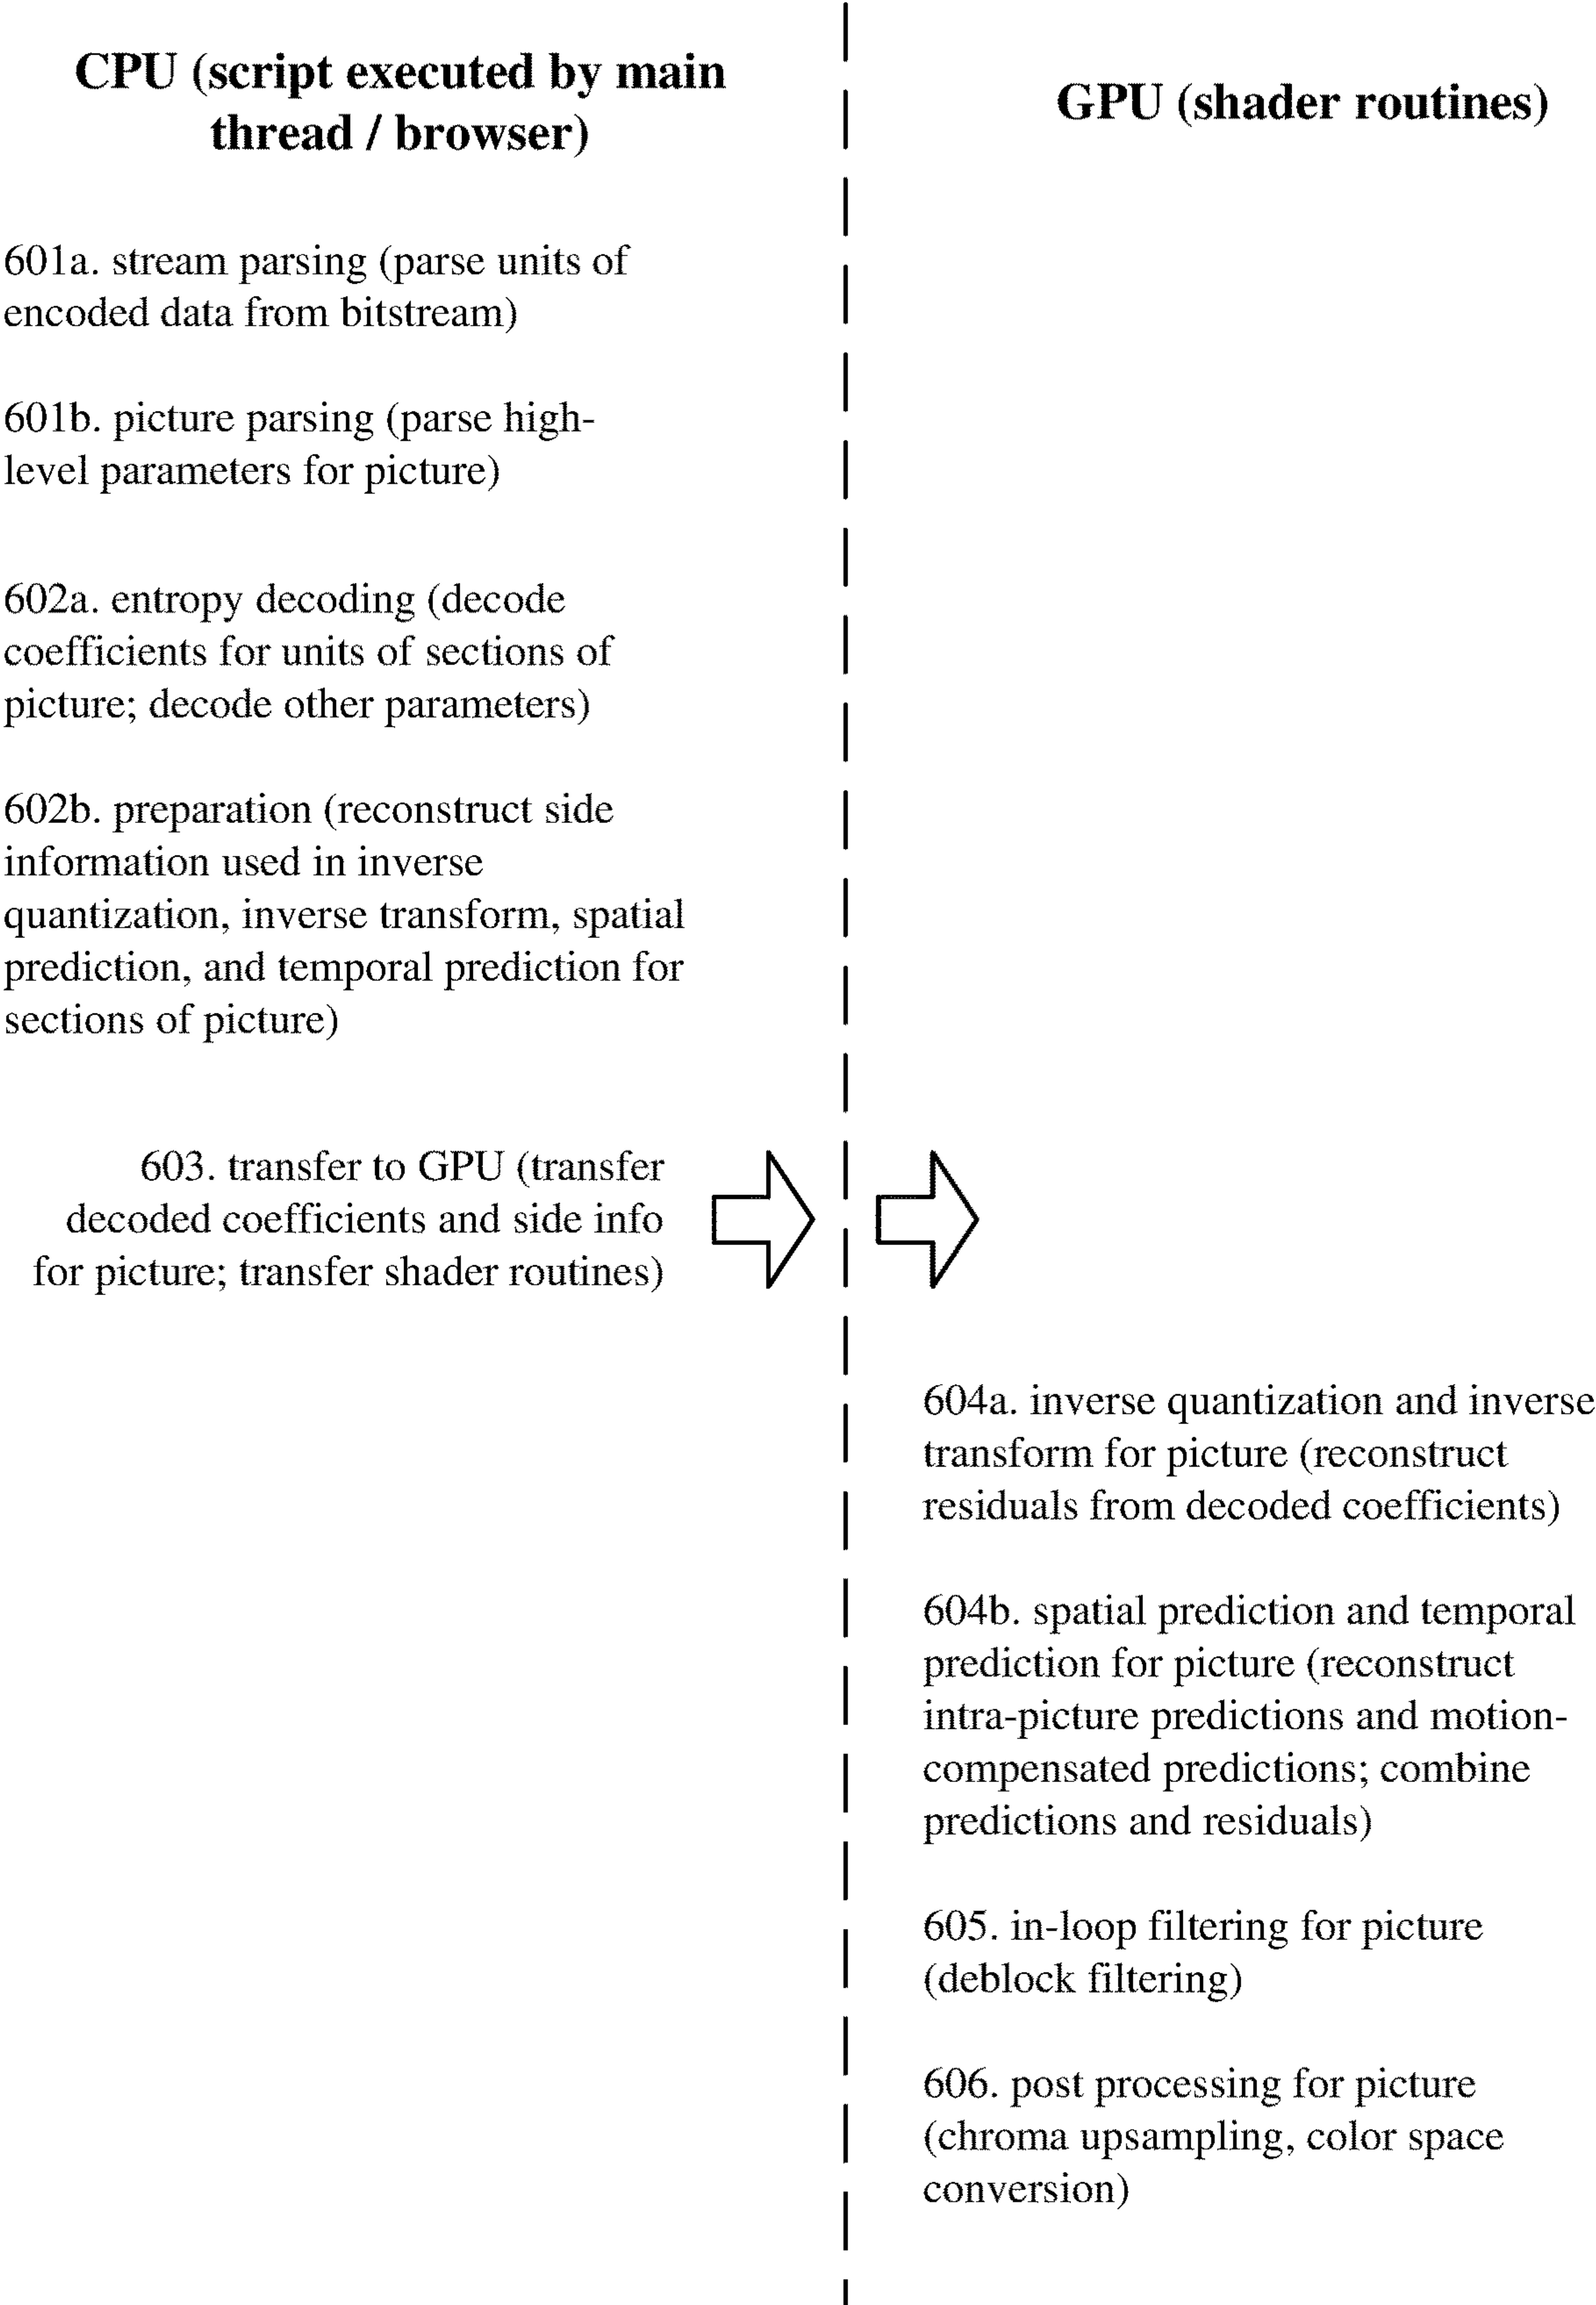 CPU (script executed by main
thread / browser)
GPU (shader routines)
601a. stream parsing (parse units of
encoded data from bitstream)
601b. picture parsing (parse high-
level parameters for picture)
602a. entropy decoding (decode
coefficients for units of sections of
picture; decode other parameters)
602b. preparation (reconstruct side
information used in inverse
quantization, inverse transform, spatial
prediction, and temporal prediction for
sections of picture)
603. transfer to GPU (transfer
decoded coefficients and side info
for picture; transfer shader routines)
604a. inverse quantization and inverse
transform for picture (reconstruct
residuals from decoded coefficients)
604b. spatial prediction and temporal
prediction for picture (reconstruct
intra-picture predictions and motion-
compensated predictions; combine
predictions and residuals)
605. in-loop filtering for picture
(deblock filtering)
606. post processing for picture
(chroma upsampling, color space
conversion)